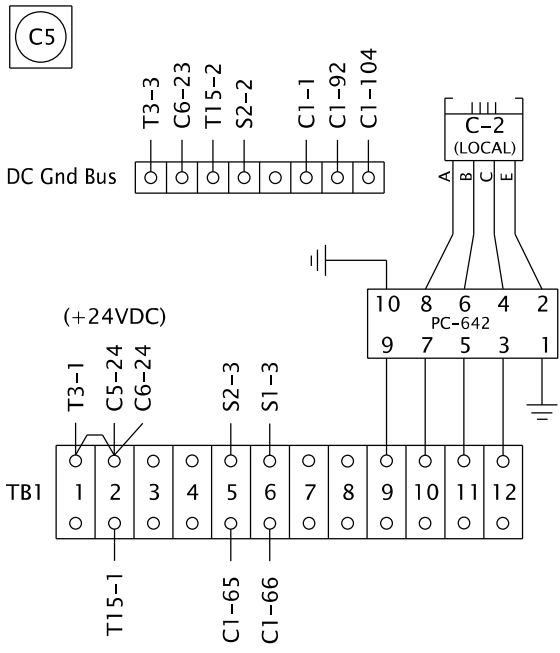 C5
T3-3
C6-23
T15-2
S2-2
C1-1
C1-92
C1-104
DC Gnd Bus
C-2
(LOCAL)
A
B
C
E
10 8 6 4 2
PC-642
9 7 5 3 1
(+24VDC)
T3-1
C5-24
C6-24
S2-3
S1-3
TB1 1 2 3 4 5 6 7 8 9 10 11 12
T15-1
C1-65
C1-66